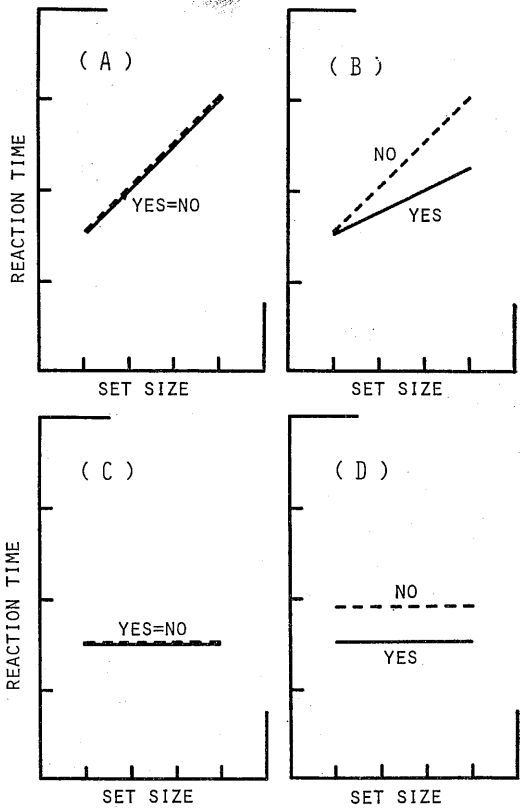 ( A )
REACTION TIME
YES=NO
SET SIZE
( B )
NO
YES
SET SIZE
( C )
REACTION TIME
YES=NO
SET SIZE
( D )
NO
YES
SET SIZE